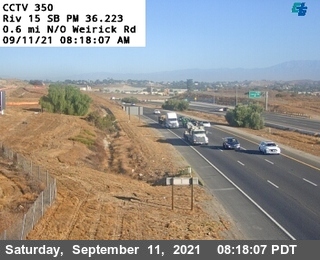 CCTV 350
Riv 15 SB PM 36.223
0.6 mi N/O Weirick Rd
09/11/21 08:18:07 AM
Saturday, September 11, 2021 08:18:07 PDT